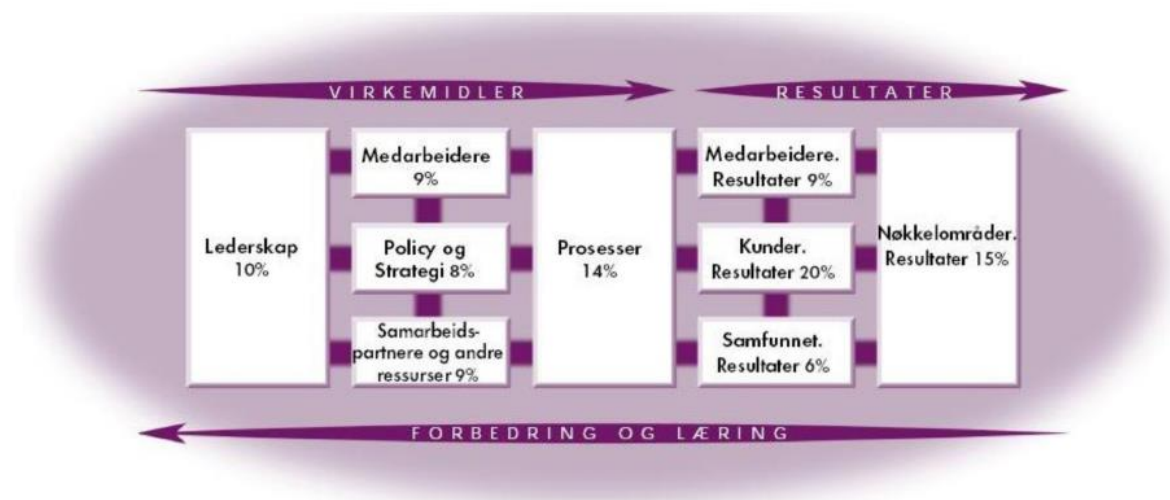 VIRKEMIDLER
RESULTATER
Lederskap
10%
Medarbeidere
9%
Policy og
Strategi 8%
Samarbeids-
partnere og andre
ressurser 9%
Prosesser
14%
Medarbeidere.
Resultater 9%
Kunder.
Resultater 20%
Samfunnet.
Resultater 6%
Nøkkelområder.
Resultater 15%
FORBEDRING OG LÆRING